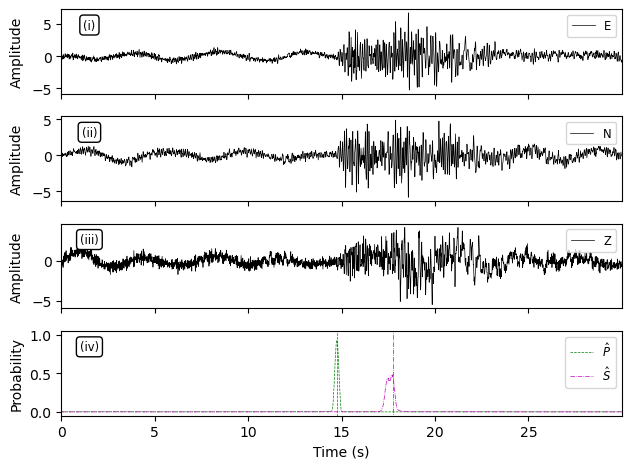 (i)
E
Amplitude
5
0
−5
(ii)
N
Amplitude
5
0
−5
(iii)
Z
Amplitude
0
−5
(iv)
P̂
Ŝ
Probability
1.0
0.5
0.0
0 5 10 15 20 25
Time (s)